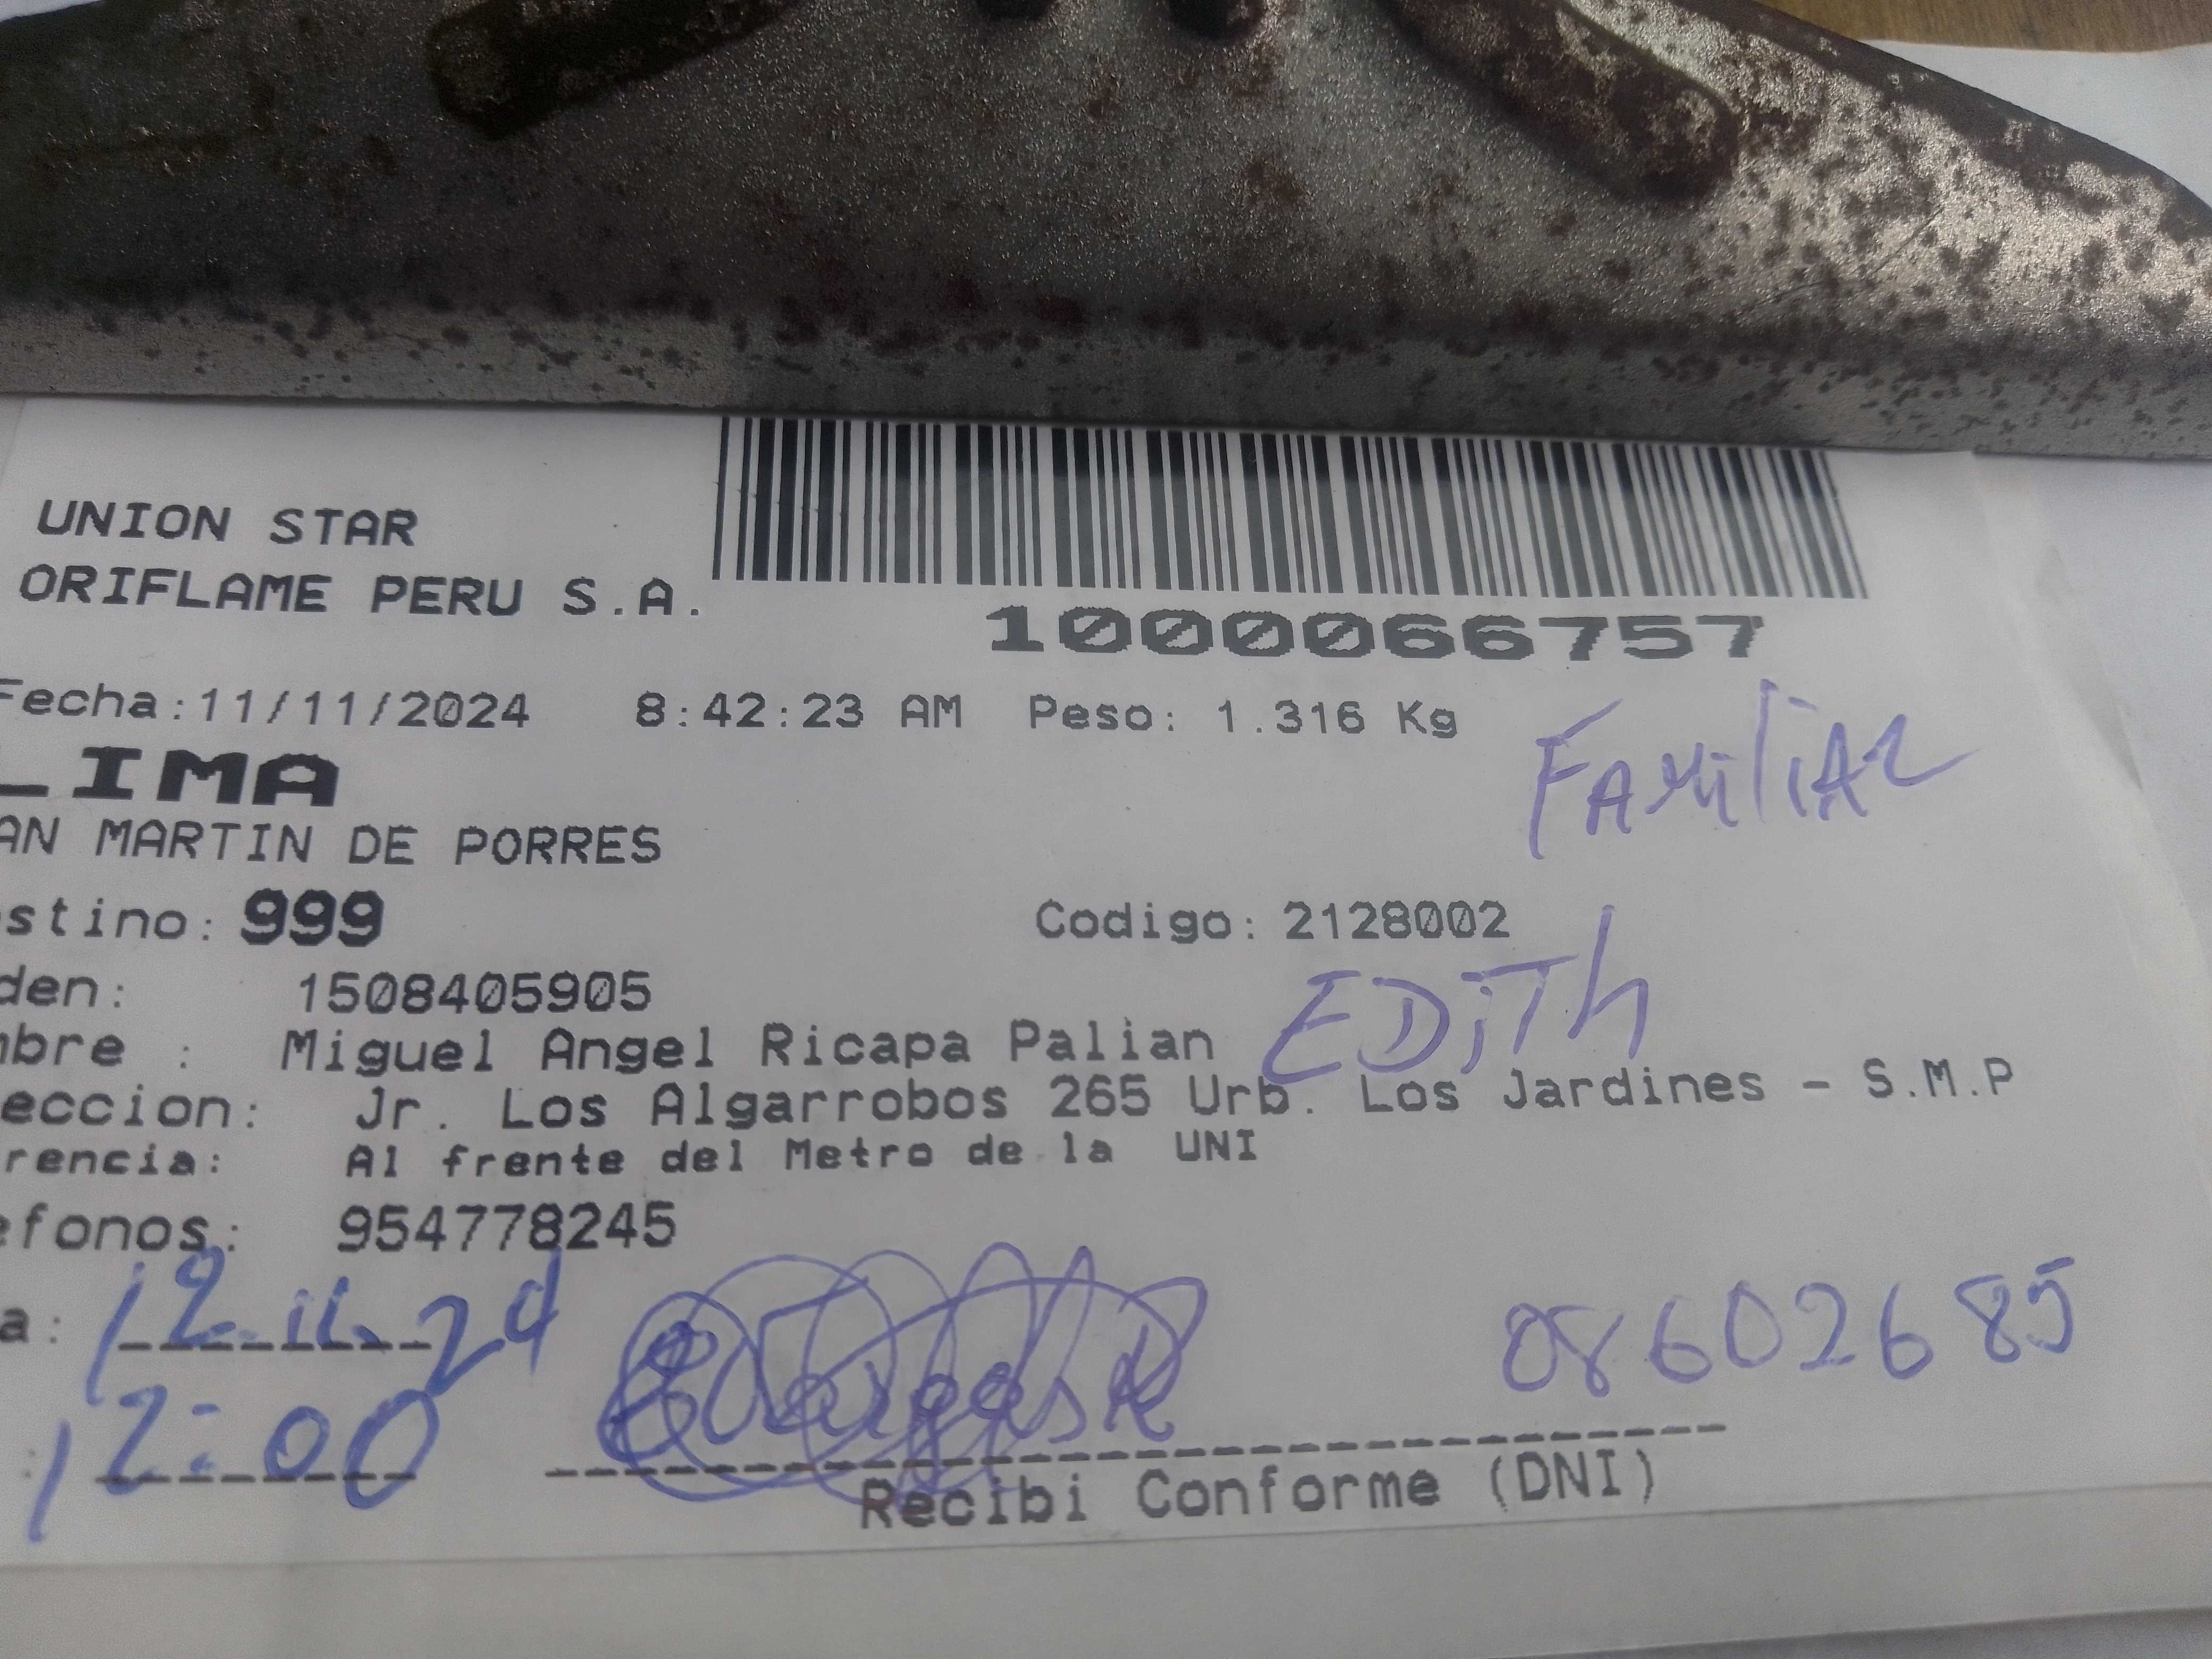 UNION STAR
ORIFLAME PERU S.A.
1000066757
Fecha:11/11/2024 8:42:23 AM Peso: 1.316 Kg
Familiar
LIMA
AN MARTIN DE PORRES
stino: 999 Codigo: 2128002
den: 1508405905
EDiTh
mbre : Miguel Angel Ricapa Palian
eccion: Jr. Los Algarrobos 265 Urb. Los Jardines - S.M.P
rencia: Al frente del Metro de la UNI
efonos: 954778245
a: 12-11-24
08602685
: 12:00
Recibi Conforme (DNI)